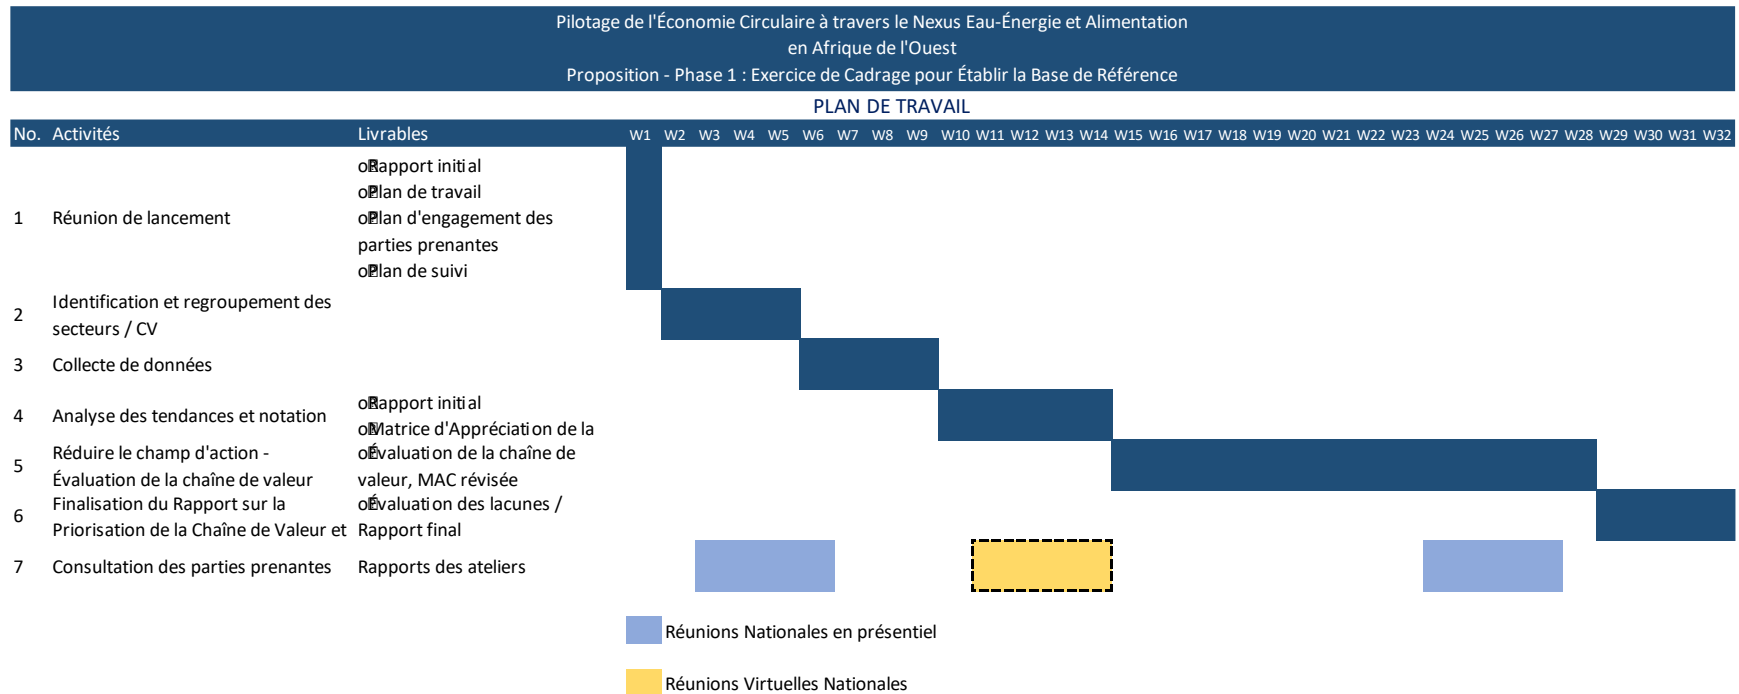 Pilotage de l'Économie Circulaire à travers le Nexus Eau-Énergie et Alimentation
en Afrique de l'Ouest
Proposition - Phase 1 : Exercice de Cadrage pour Établir la Base de Référence
PLAN DE TRAVAIL
No. Activités Livrables W1 W2 W3 W4 W5 W6 W7 W8 W9 W10 W11 W12 W13 W14 W15 W16 W17 W18 W19 W20 W21 W22 W23 W24 W25 W26 W27 W28 W29 W30 W31 W32
1 Réunion de lancement
o Rapport initial
o Plan de travail
o Plan d'engagement des
parties prenantes
o Plan de suivi
2 Identification et regroupement des
secteurs / CV
3 Collecte de données
4 Analyse des tendances et notation
o Rapport initial
o Matrice d'Appréciation de la
5 Réduire le champ d'action -
Évaluation de la chaîne de valeur
o Évaluation de la chaîne de
valeur, MAC révisée
6 Finalisation du Rapport sur la
Priorisation de la Chaîne de Valeur et
o Évaluation des lacunes /
Rapport final
7 Consultation des parties prenantes Rapports des ateliers
Réunions Nationales en présentiel
Réunions Virtuelles Nationales